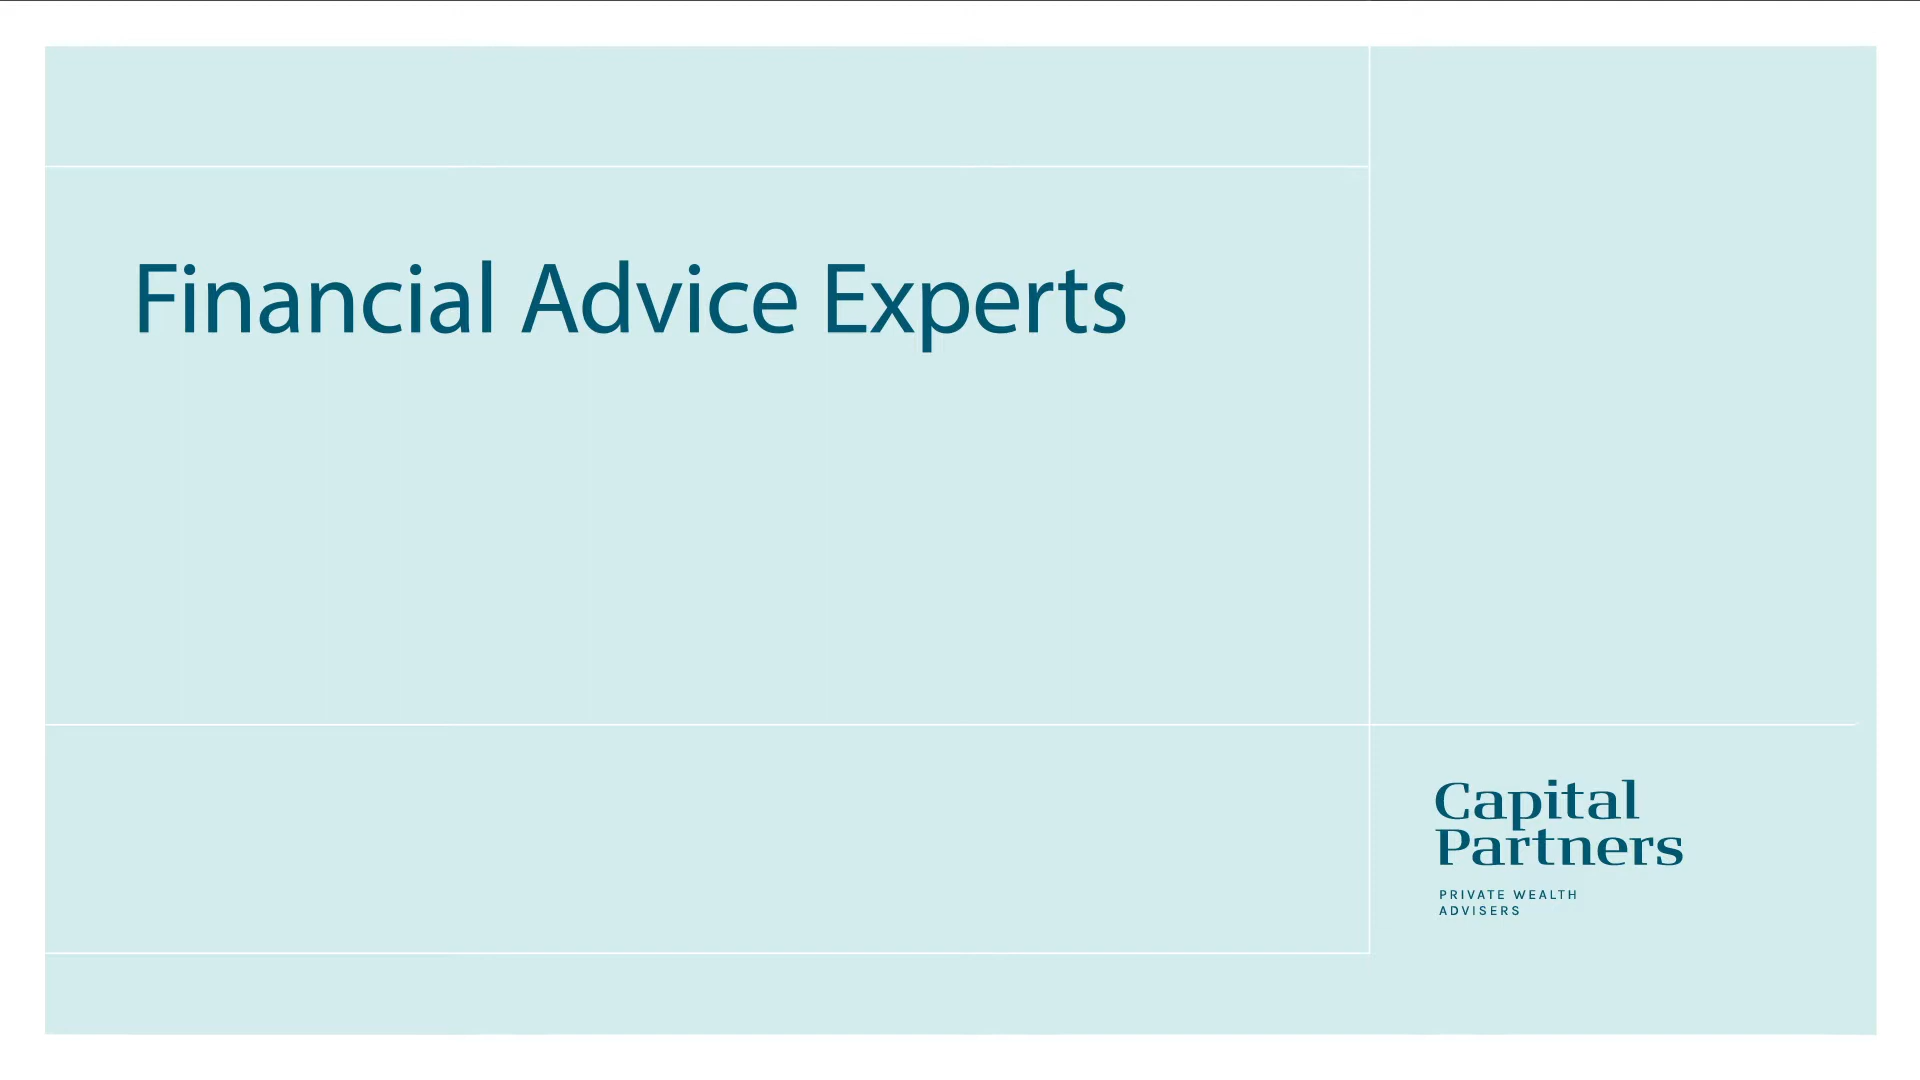 Financial Advice Experts
Capital
Partners
PRIVATE WEALTH
ADVISERS